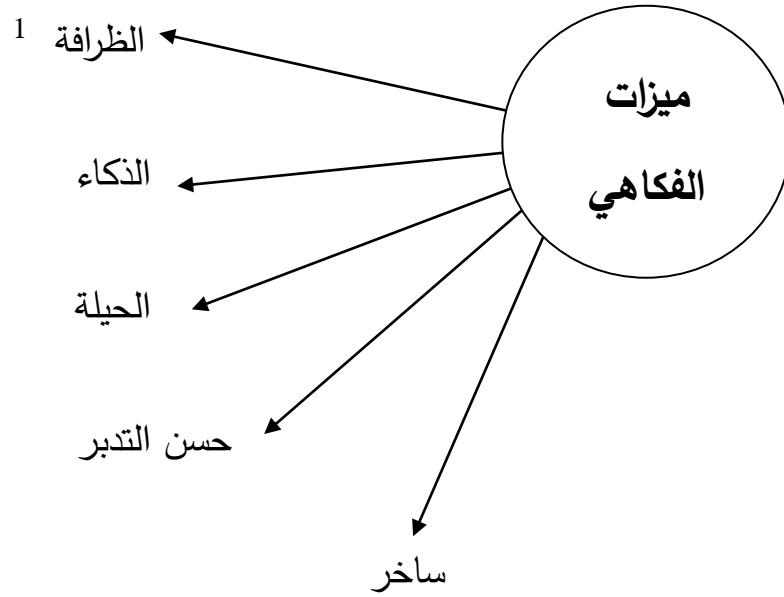 ميزات
الفكاهي
الظرافة 1
الذكاء
الحيلة
حسن التدبر
ساخر